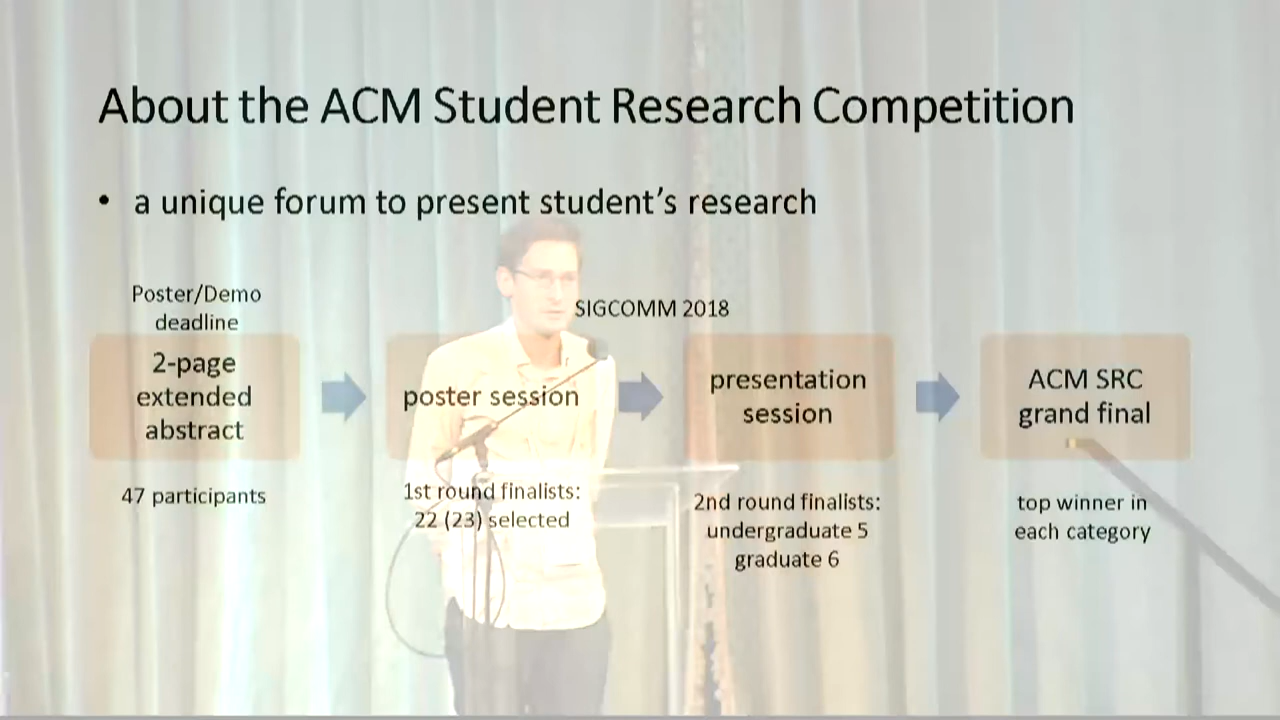 About the ACM Student Research Competition
• a unique forum to present student's research
Poster/Demo
deadline
2-page
extended
abstract
47 participants
SIGCOMM 2018
poster session
1st round finalists:
22 (23) selected
presentation
session
2nd round finalists:
undergraduate 5
graduate 6
ACM SRC
grand final
top winner in
each category